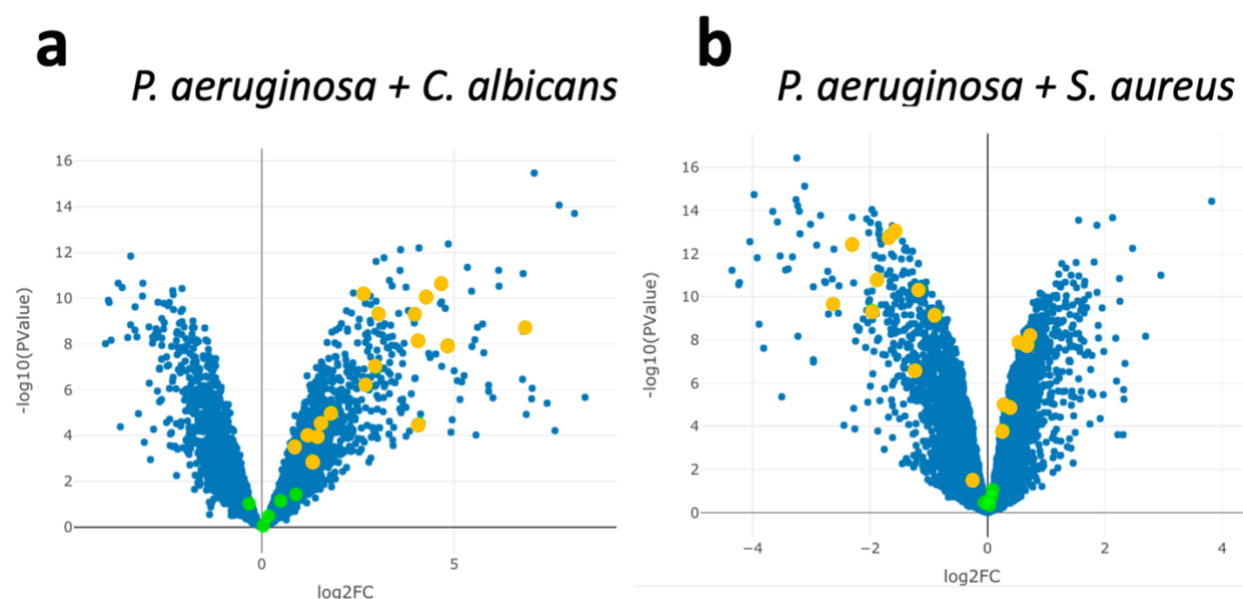 a
P. aeruginosa + C. albicans
16
14
12
10
8
6
4
2
0
-log10(PValue)
0 5
log2FC
b
P. aeruginosa + S. aureus
16
14
12
10
8
6
4
2
0
-log10(PValue)
−4 −2 0 2 4
log2FC